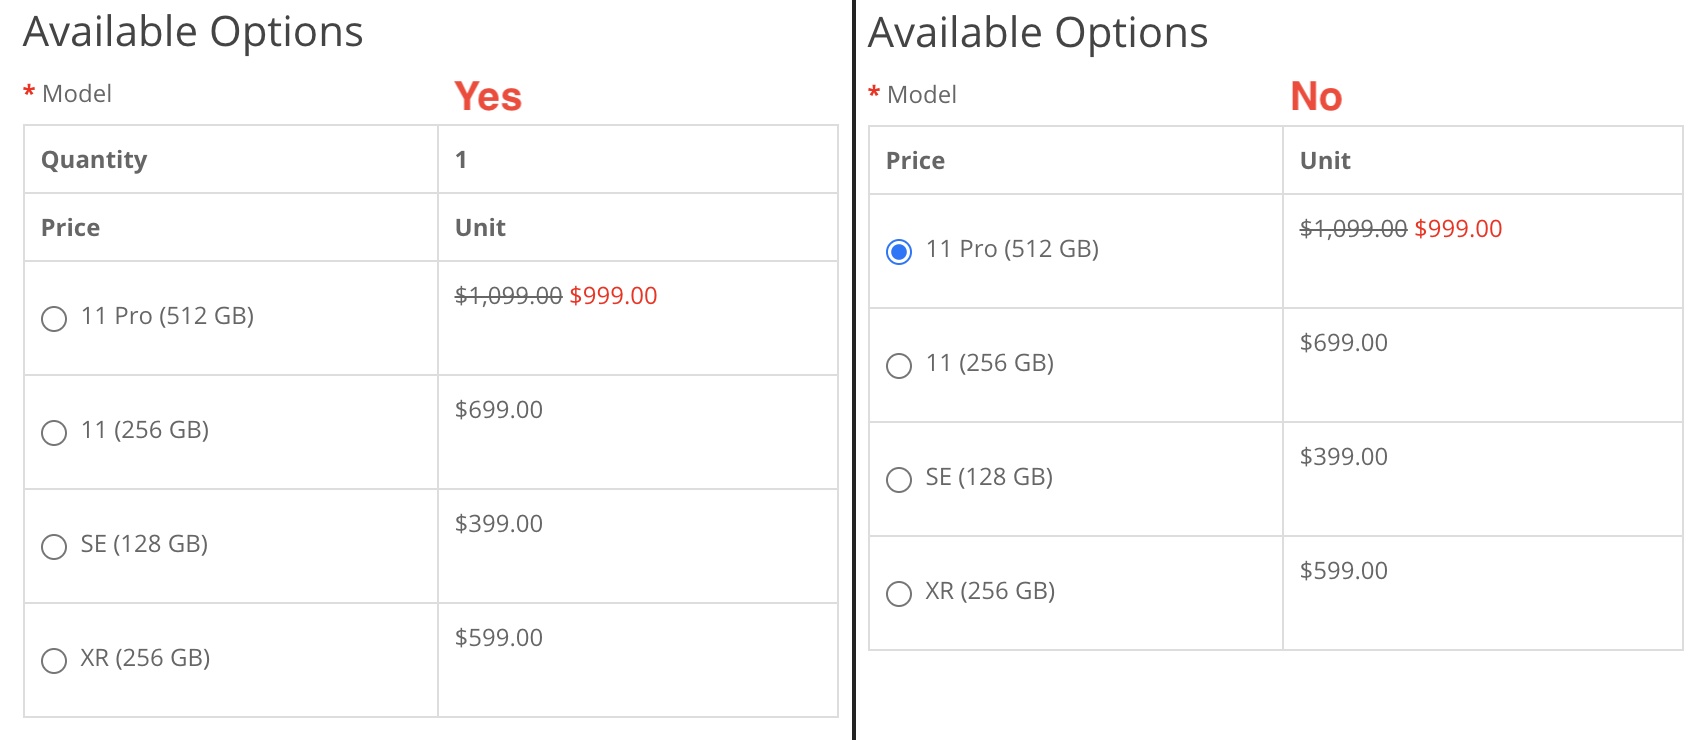 Available Options
* Model
Yes
Quantity 1
Price Unit
11 Pro (512 GB) $1,099.00 $999.00
11 (256 GB) $699.00
SE (128 GB) $399.00
XR (256 GB) $599.00
Available Options
* Model
No
Price Unit
11 Pro (512 GB) $1,099.00 $999.00
11 (256 GB) $699.00
SE (128 GB) $399.00
XR (256 GB) $599.00